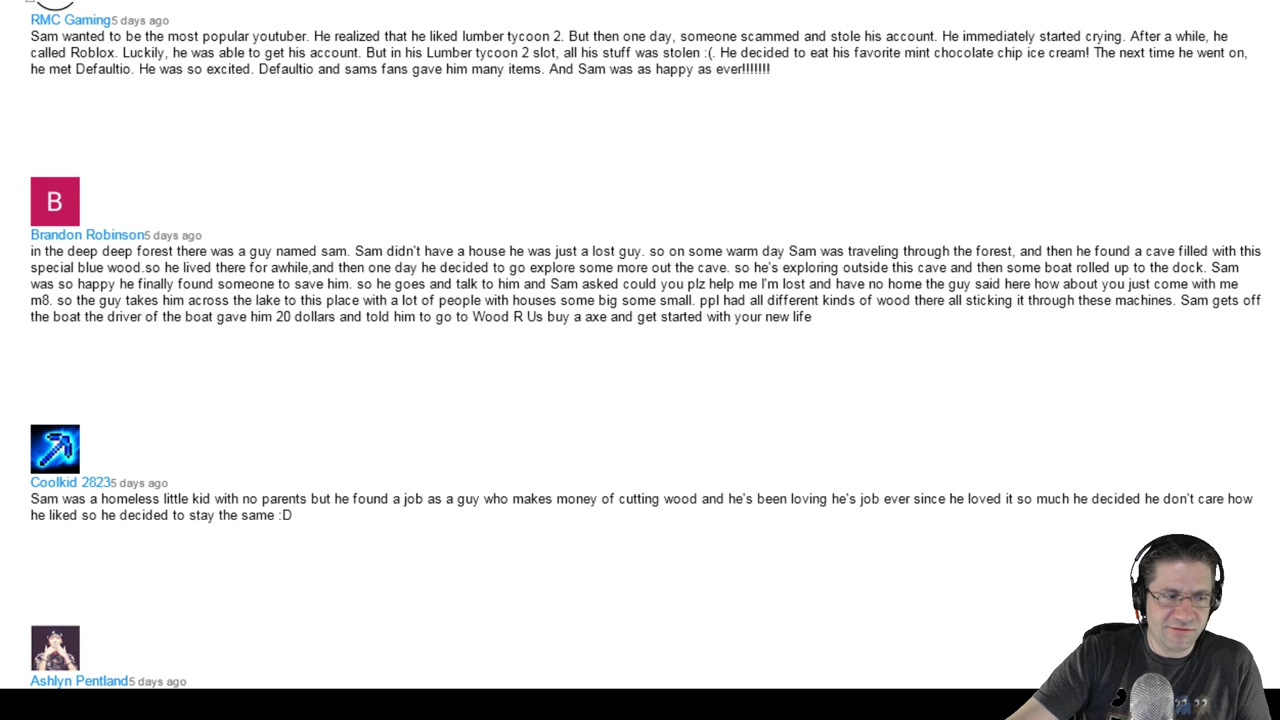 RMC Gaming5 days ago
Sam wanted to be the most popular youtuber. He realized that he liked lumber tycoon 2. But then one day, someone scammed and stole his account. He immediately started crying. After a while, he
called Roblox. Luckily, he was able to get his account. But in his Lumber tycoon 2 slot, all his stuff was stolen :(. He decided to eat his favorite mint chocolate chip ice cream! The next time he went on,
he met Defaultio. He was so excited. Defaultio and sams fans gave him many items. And Sam was as happy as ever!!!!!!!
B
Brandon Robinson5 days ago
in the deep deep forest there was a guy named sam. Sam didn't have a house he was just a lost guy. so on some warm day Sam was traveling through the forest, and then he found a cave filled with this
special blue wood.so he lived there for awhile,and then one day he decided to go explore some more out the cave. so he's exploring outside this cave and then some boat rolled up to the dock. Sam
was so happy he finally found someone to save him. so he goes and talk to him and Sam asked could you plz help me I'm lost and have no home the guy said here how about you just come with me
m8. so the guy takes him across the lake to this place with a lot of people with houses some big some small. ppl had all different kinds of wood there all sticking it through these machines. Sam gets off
the boat the driver of the boat gave him 20 dollars and told him to go to Wood R Us buy a axe and get started with your new life
Coolkid 28235 days ago
Sam was a homeless little kid with no parents but he found a job as a guy who makes money of cutting wood and he's been loving he's job ever since he loved it so much he decided he don't care how
he liked so he decided to stay the same :D
Ashlyn Pentland5 days ago